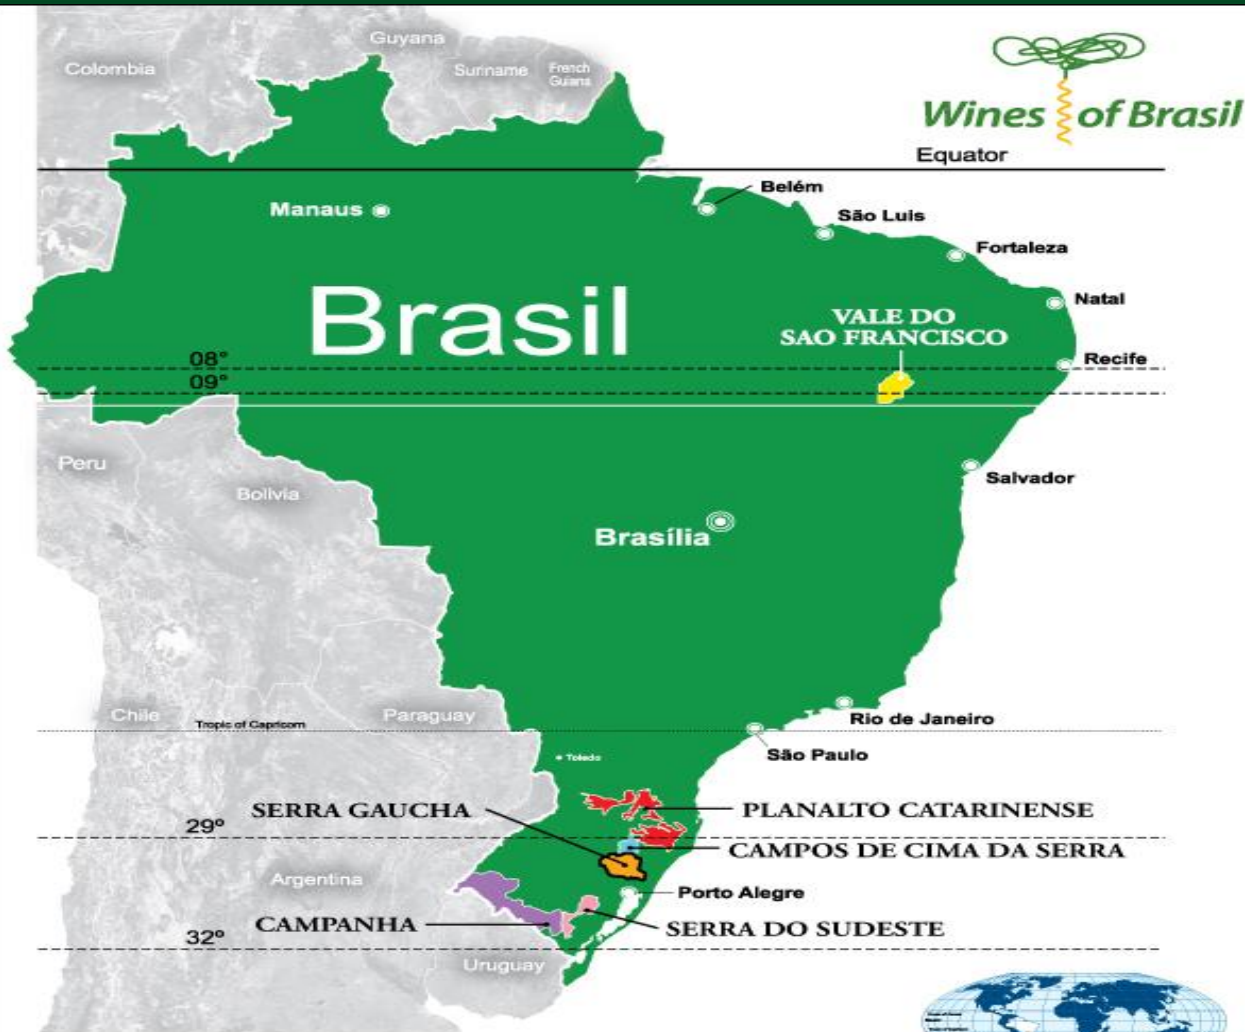 Guyana
Colombia
Suriname
French
Guiana
Wines of Brasil
Equator
Belém
Manaus
São Luis
Fortaleza
Brasil
Natal
VALE DO
SAO FRANCISCO
08°
Recife
09°
Peru
Salvador
Bolivia
Brasília
Chile
Tropic of Capricorn
Paraguay
Rio de Janeiro
São Paulo
Toledo
SERRA GAUCHA
PLANALTO CATARINENSE
29°
CAMPOS DE CIMA DA SERRA
Argentina
Porto Alegre
CAMPANHA
SERRA DO SUDESTE
32°
Uruguay